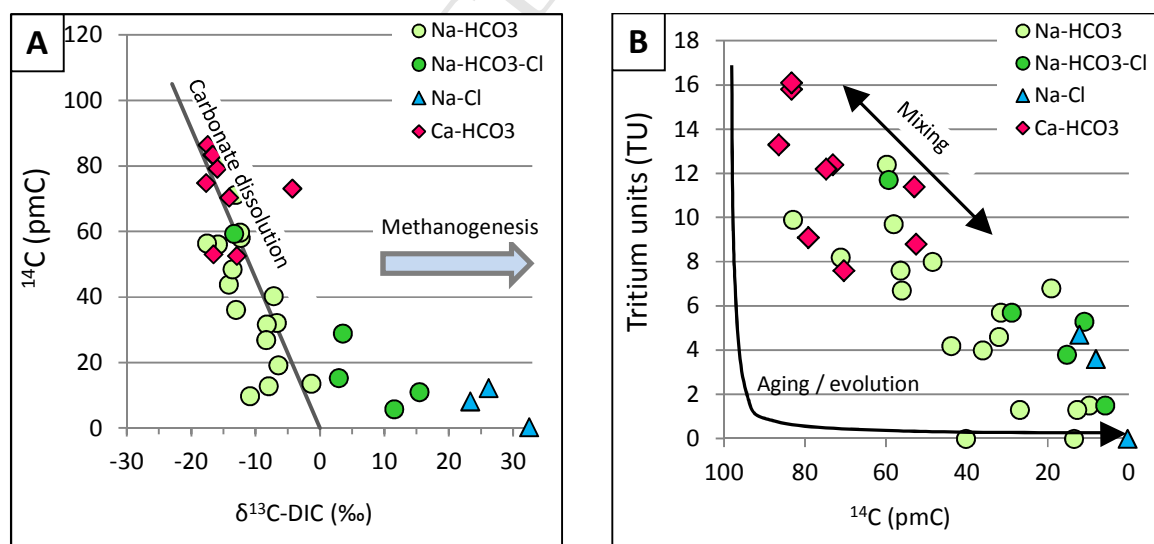 A
120
100
80
60
40
20
0
-30
-20
-10
0
10
20
30
¹⁴C (pmC)
δ¹³C-DIC (‰)
Na-HCO3
Na-HCO3-Cl
Na-Cl
Ca-HCO3
Carbonate dissolution
Methanogenesis
B
18
16
14
12
10
8
6
4
2
0
100
80
60
40
20
0
Tritium units (TU)
¹⁴C (pmC)
Na-HCO3
Na-HCO3-Cl
Na-Cl
Ca-HCO3
Mixing
Aging / evolution